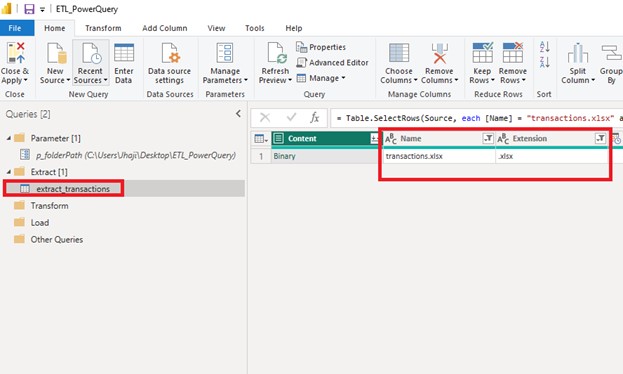 ETL_PowerQuery
File Home Transform Add Column View Tools Help
Close & Apply
New Source
Recent Sources
Enter Data
Data source settings
Manage Parameters
Refresh Preview
Properties
Advanced Editor
Manage
Choose Columns
Remove Columns
Keep Rows
Remove Rows
Split Column
Group By
Close New Query Data Sources Parameters Query Manage Columns Reduce Rows Sort
Queries [2]
= Table.SelectRows(Source, each [Name] = "transactions.xlsx" a
Parameter [1]
p_folderPath (C:\Users\haji\Desktop\ETL_PowerQuery)
Extract [1]
extract_transactions
Transform
Load
Other Queries
Content Name Extension
1 Binary transactions.xlsx .xlsx